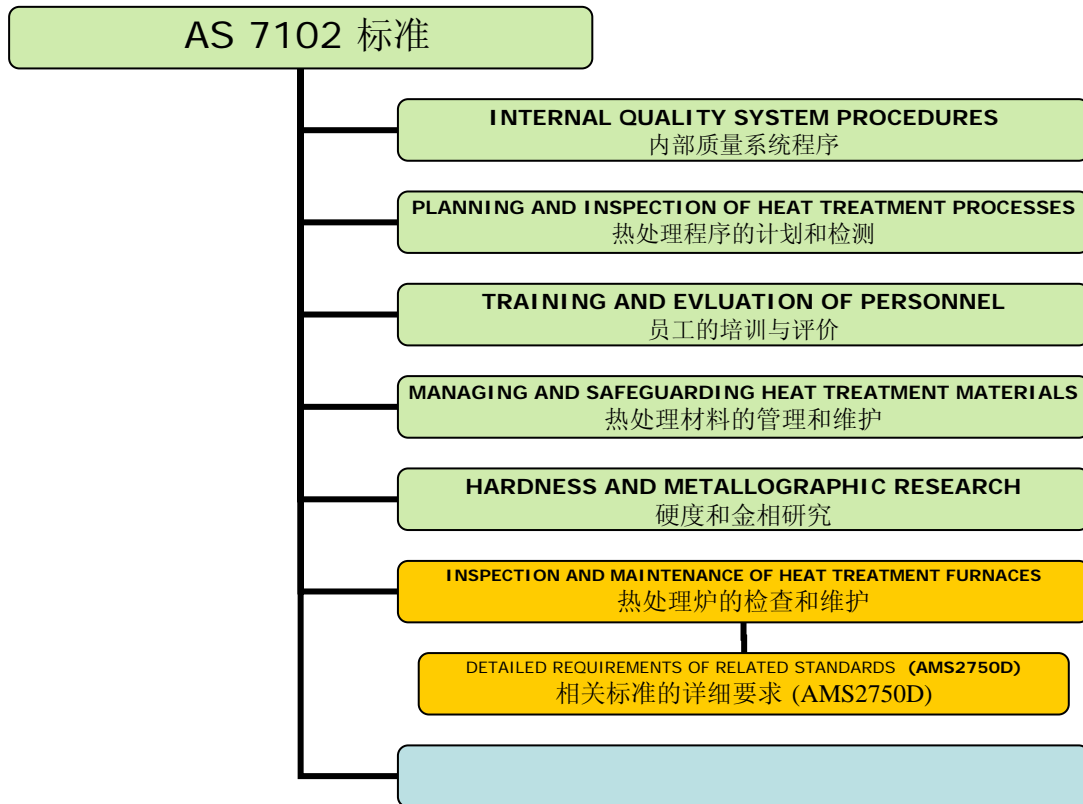 AS 7102 标准
INTERNAL QUALITY SYSTEM PROCEDURES
内部质量系统程序
PLANNING AND INSPECTION OF HEAT TREATMENT PROCESSES
热处理程序的计划和检测
TRAINING AND EVLUATION OF PERSONNEL
员工的培训与评价
MANAGING AND SAFEGUARDING HEAT TREATMENT MATERIALS
热处理材料的管理和维护
HARDNESS AND METALLOGRAPHIC RESEARCH
硬度和金相研究
INSPECTION AND MAINTENANCE OF HEAT TREATMENT FURNACES
热处理炉的检查和维护
DETAILED REQUIREMENTS OF RELATED STANDARDS (AMS2750D)
相关标准的详细要求 (AMS2750D)